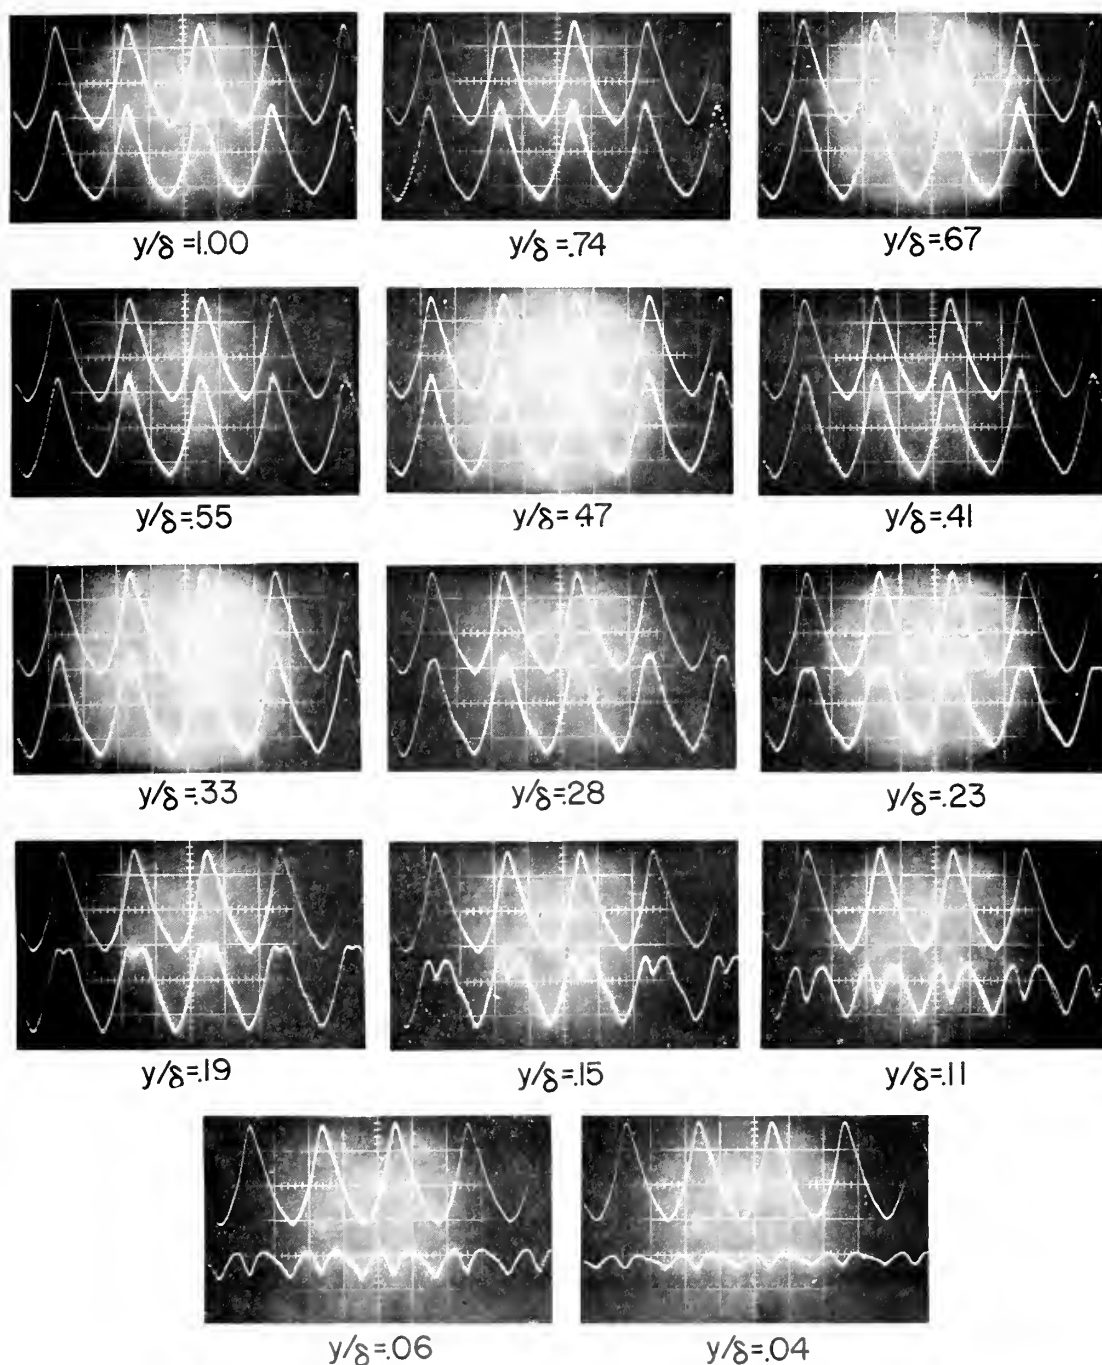 y/δ =1.00
y/δ =.74
y/δ =.67
y/δ =.55
y/δ =.47
y/δ =.41
y/δ =.33
y/δ =.28
y/δ =.23
y/δ =.19
y/δ =.15
y/δ =.11
y/δ =.06
y/δ =.04